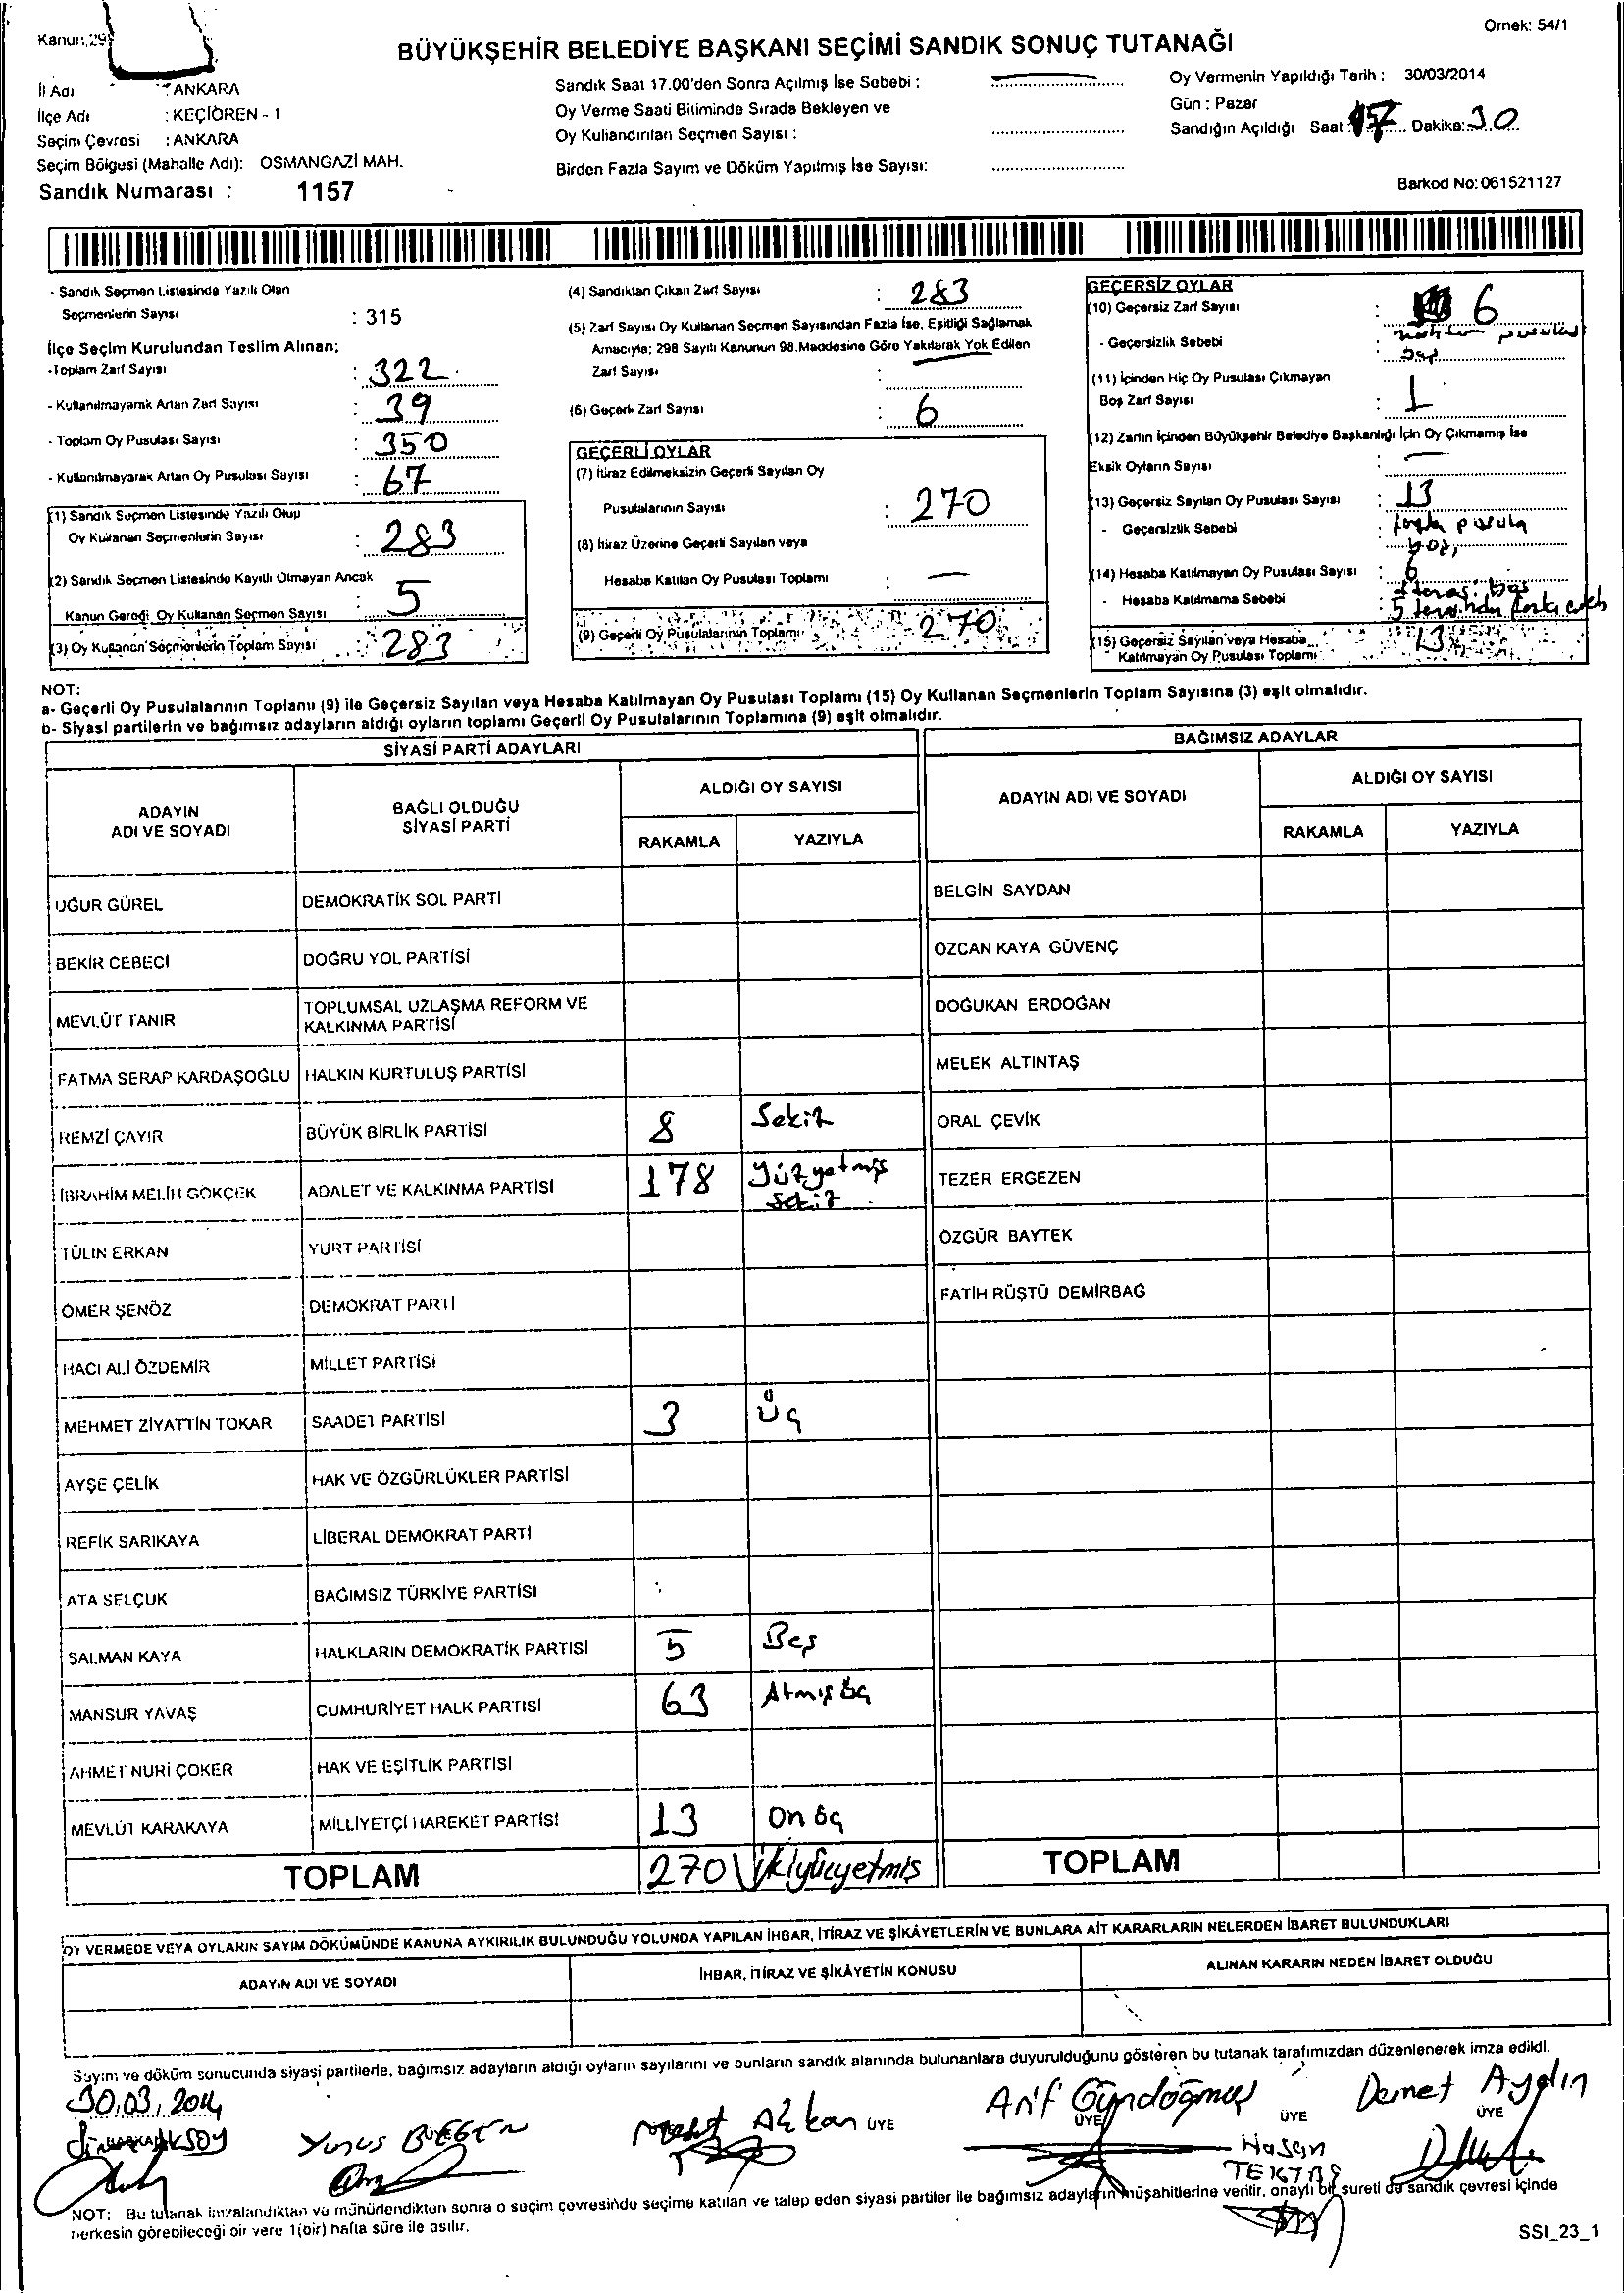 Kanun:29
Örnek: 54/1
BÜYÜKŞEHİR BELEDİYE BAŞKANI SEÇİMİ SANDIK SONUÇ TUTANAĞI
İl Adı : ANKARA
İlçe Adı : KEÇİÖREN - 1
Seçim Çevresi : ANKARA
Seçim Bölgesi (Mahalle Adı): OSMANGAZİ MAH.
Sandık Numarası : 1157
Sandık Saat 17.00'den Sonra Açılmış İse Sebebi :
Oy Verme Saati Bitiminde Sırada Bekleyen ve
Oy Kullandırılan Seçmen Sayısı :
Birden Fazla Sayım ve Döküm Yapılmış İse Sayısı:
Oy Vermenin Yapıldığı Tarih : 30/03/2014
Gün : Pazar
Sandığın Açıldığı Saat 17 Dakika: 30
Barkod No: 061521127
- Sandık Seçmen Listesinde Yazılı Olan
Seçmenlerin Sayısı : 315
İlçe Seçim Kurulundan Teslim Alınan;
-Toplam Zarf Sayısı : 322
- Kullanılmayarak Artan Zarf Sayısı : 39
- Toplam Oy Pusulası Sayısı : 350
- Kullanılmayarak Artan Oy Pusulası Sayısı : 67
(1) Sandık Seçmen Listesinde Yazılı Olup
Oy Kullanan Seçmenlerin Sayısı : 283
(2) Sandık Seçmen Listesinde Kayıtlı Olmayan Ancak
Kanun Gereği Oy Kullanan Seçmen Sayısı : 5
(3) Oy Kullanan Seçmenlerin Toplam Sayısı : 283
(4) Sandıktan Çıkan Zarf Sayısı : 283
(5) Zarf Sayısı Oy Kullanan Seçmen Sayısından Fazla İse, Eşitliği Sağlamak
Amacıyla; 298 Sayılı Kanunun 98.Maddesine Göre Yakılarak Yok Edilen
Zarf Sayısı :
(6) Geçerli Zarf Sayısı : 6
GEÇERLİ OYLAR
(7) İtiraz Edilmeksizin Geçerli Sayılan Oy
Pusulalarının Sayısı : 270
(8) İtiraz Üzerine Geçerli Sayılan veya
Hesaba Katılan Oy Pusulası Toplamı : —
(9) Geçerli Oy Pusulalarının Toplamı : 270
GEÇERSİZ OYLAR
(10) Geçersiz Zarf Sayısı : 6
- Geçersizlik Sebebi :
(11) İçinden Hiç Oy Pusulası Çıkmayan
Boş Zarf Sayısı : 1
(12) Zarfın İçinden Büyükşehir Belediye Başkanlığı İçin Oy Çıkmamış İse
Eksik Oyların Sayısı : —
(13) Geçersiz Sayılan Oy Pusulası Sayısı : 13
- Geçersizlik Sebebi : fazla pusula
(14) Hesaba Katılmayan Oy Pusulası Sayısı : 6
- Hesaba Katılmama Sebebi : 1 tanesi boş
(15) Geçersiz Sayılan veya Hesaba
Katılmayan Oy Pusulası Toplamı : 13
NOT:
a- Geçerli Oy Pusulalarının Toplamı (9) ile Geçersiz Sayılan veya Hesaba Katılmayan Oy Pusulası Toplamı (15) Oy Kullanan Seçmenlerin Toplam Sayısına (3) eşit olmalıdır.
b- Siyasi partilerin ve bağımsız adayların aldığı oyların toplamı Geçerli Oy Pusulalarının Toplamına (9) eşit olmalıdır.
SİYASİ PARTİ ADAYLARI
BAĞIMSIZ ADAYLAR
ADAYIN ADI VE SOYADI
BAĞLI OLDUĞU SİYASİ PARTİ
ALDIĞI OY SAYISI
RAKAMLA YAZIYLA
ADAYIN ADI VE SOYADI
ALDIĞI OY SAYISI
RAKAMLA YAZIYLA
UĞUR GÜREL DEMOKRATİK SOL PARTİ BELGİN SAYDAN
BEKİR CEBECİ DOĞRU YOL PARTİSİ ÖZCAN KAYA GÜVENÇ
MEVLÜT TANIR TOPLUMSAL UZLAŞMA REFORM VE KALKINMA PARTİSİ DOĞUKAN ERDOĞAN
FATMA SERAP KARDAŞOĞLU HALKIN KURTULUŞ PARTİSİ MELEK ALTINTAŞ
REMZİ ÇAYIR BÜYÜK BİRLİK PARTİSİ 8 Sekiz ORAL ÇEVİK
İBRAHİM MELİH GÖKÇEK ADALET VE KALKINMA PARTİSİ 178 Yüzyetmiş Sekiz TEZER ERGEZEN
TÜLİN ERKAN YURT PARTİSİ ÖZGÜR BAYTEK
ÖMER ŞENÖZ DEMOKRAT PARTİ FATİH RÜŞTÜ DEMİRBAĞ
HACI ALİ ÖZDEMİR MİLLET PARTİSİ
MEHMET ZİYATTİN TOKAR SAADET PARTİSİ 3 Üç
AYŞE ÇELİK HAK VE ÖZGÜRLÜKLER PARTİSİ
REFİK SARIKAYA LİBERAL DEMOKRAT PARTİ
ATA SELÇUK BAĞIMSIZ TÜRKİYE PARTİSİ
SALMAN KAYA HALKLARIN DEMOKRATİK PARTİSİ 5 Beş
MANSUR YAVAŞ CUMHURİYET HALK PARTİSİ 63 Atmış üç
AHMET NURİ ÇOKER HAK VE EŞİTLİK PARTİSİ
MEVLÜT KARAKAYA MİLLİYETÇİ HAREKET PARTİSİ 13 On üç
TOPLAM 270 ikiyüzyetmiş TOPLAM
OY VERMEDE VEYA OYLARIN SAYIM DÖKÜMÜNDE KANUNA AYKIRILIK BULUNDUĞU YOLUNDA YAPILAN İHBAR, İTİRAZ VE ŞİKÂYETLERİN VE BUNLARA AİT KARARLARIN NELERDEN İBARET BULUNDUKLARI
ADAYIN ADI VE SOYADI İHBAR, İTİRAZ VE ŞİKÂYETİN KONUSU ALINAN KARARIN NEDEN İBARET OLDUĞU
Sayım ve döküm sonucunda siyasi partilerle, bağımsız adayların aldığı oyların sayılarını ve bunların sandık alanında bulunanlara duyurulduğunu gösteren bu tutanak tarafımızdan düzenlenerek imza edildi.
30.03.2014
BAŞKAN AKSOY Yunus Özkan ÜYE Arif Gündoğmuş ÜYE ÜYE Demet Aydın ÜYE
Hasan
TEKTAŞ
NOT: Bu tutanak imzalandıktan ve mühürlendikten sonra o seçim çevresinde seçime katılan ve talep eden siyasi partiler ile bağımsız adayların müşahitlerine verilir, onaylı bir sureti de sandık çevresi içinde
herkesin görebileceği bir yere 1(bir) hafta süre ile asılır.
SSI_23_1